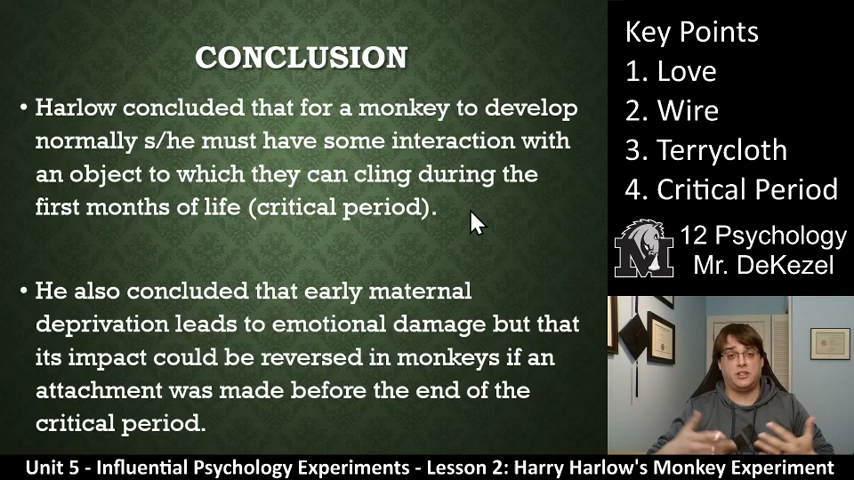 CONCLUSION
• Harlow concluded that for a monkey to develop
normally s/he must have some interaction with
an object to which they can cling during the
first months of life (critical period).
• He also concluded that early maternal
deprivation leads to emotional damage but that
its impact could be reversed in monkeys if an
attachment was made before the end of the
critical period.
Key Points
1. Love
2. Wire
3. Terrycloth
4. Critical Period
M
12 Psychology
Mr. DeKezel
Unit 5 - Influential Psychology Experiments - Lesson 2: Harry Harlow's Monkey Experiment